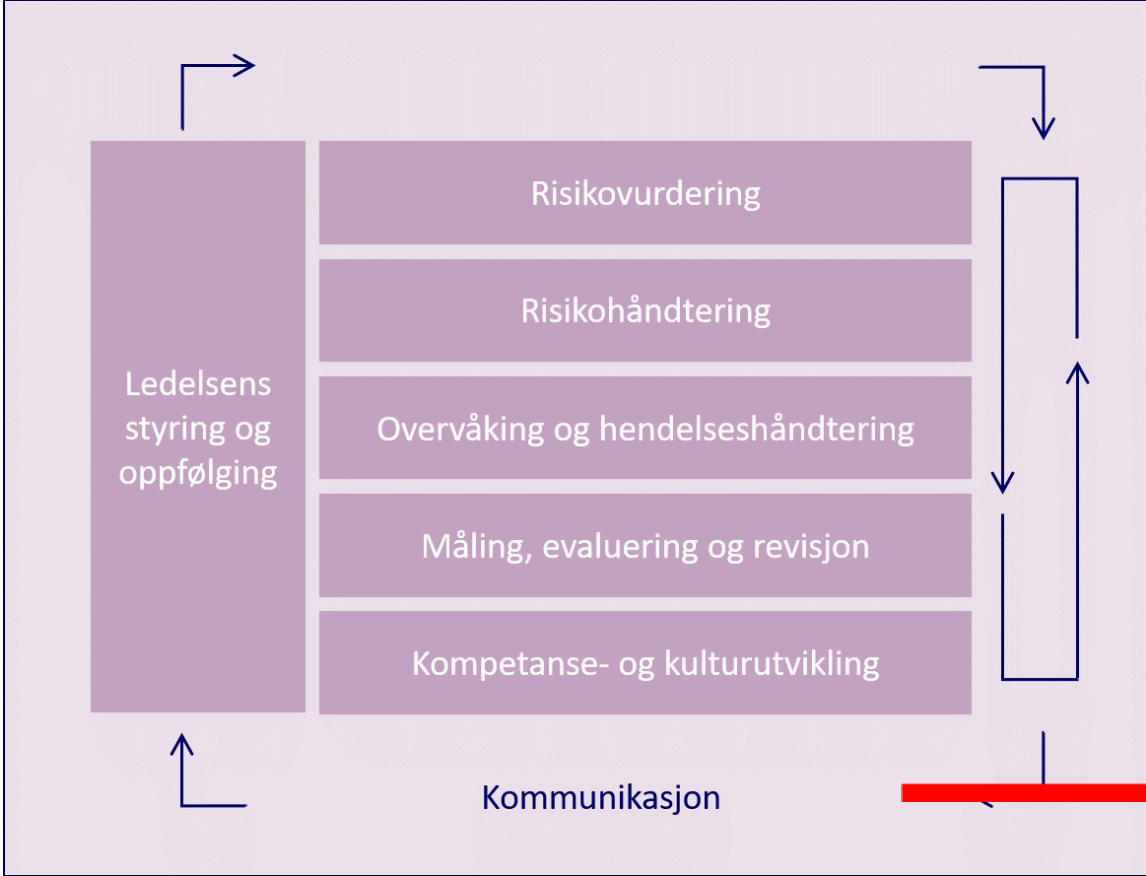 Ledelsens
styring og
oppfølging
Risikovurdering
Risikohåndtering
Overvåking og hendelseshåndtering
Måling, evaluering og revisjon
Kompetanse- og kulturutvikling
Kommunikasjon